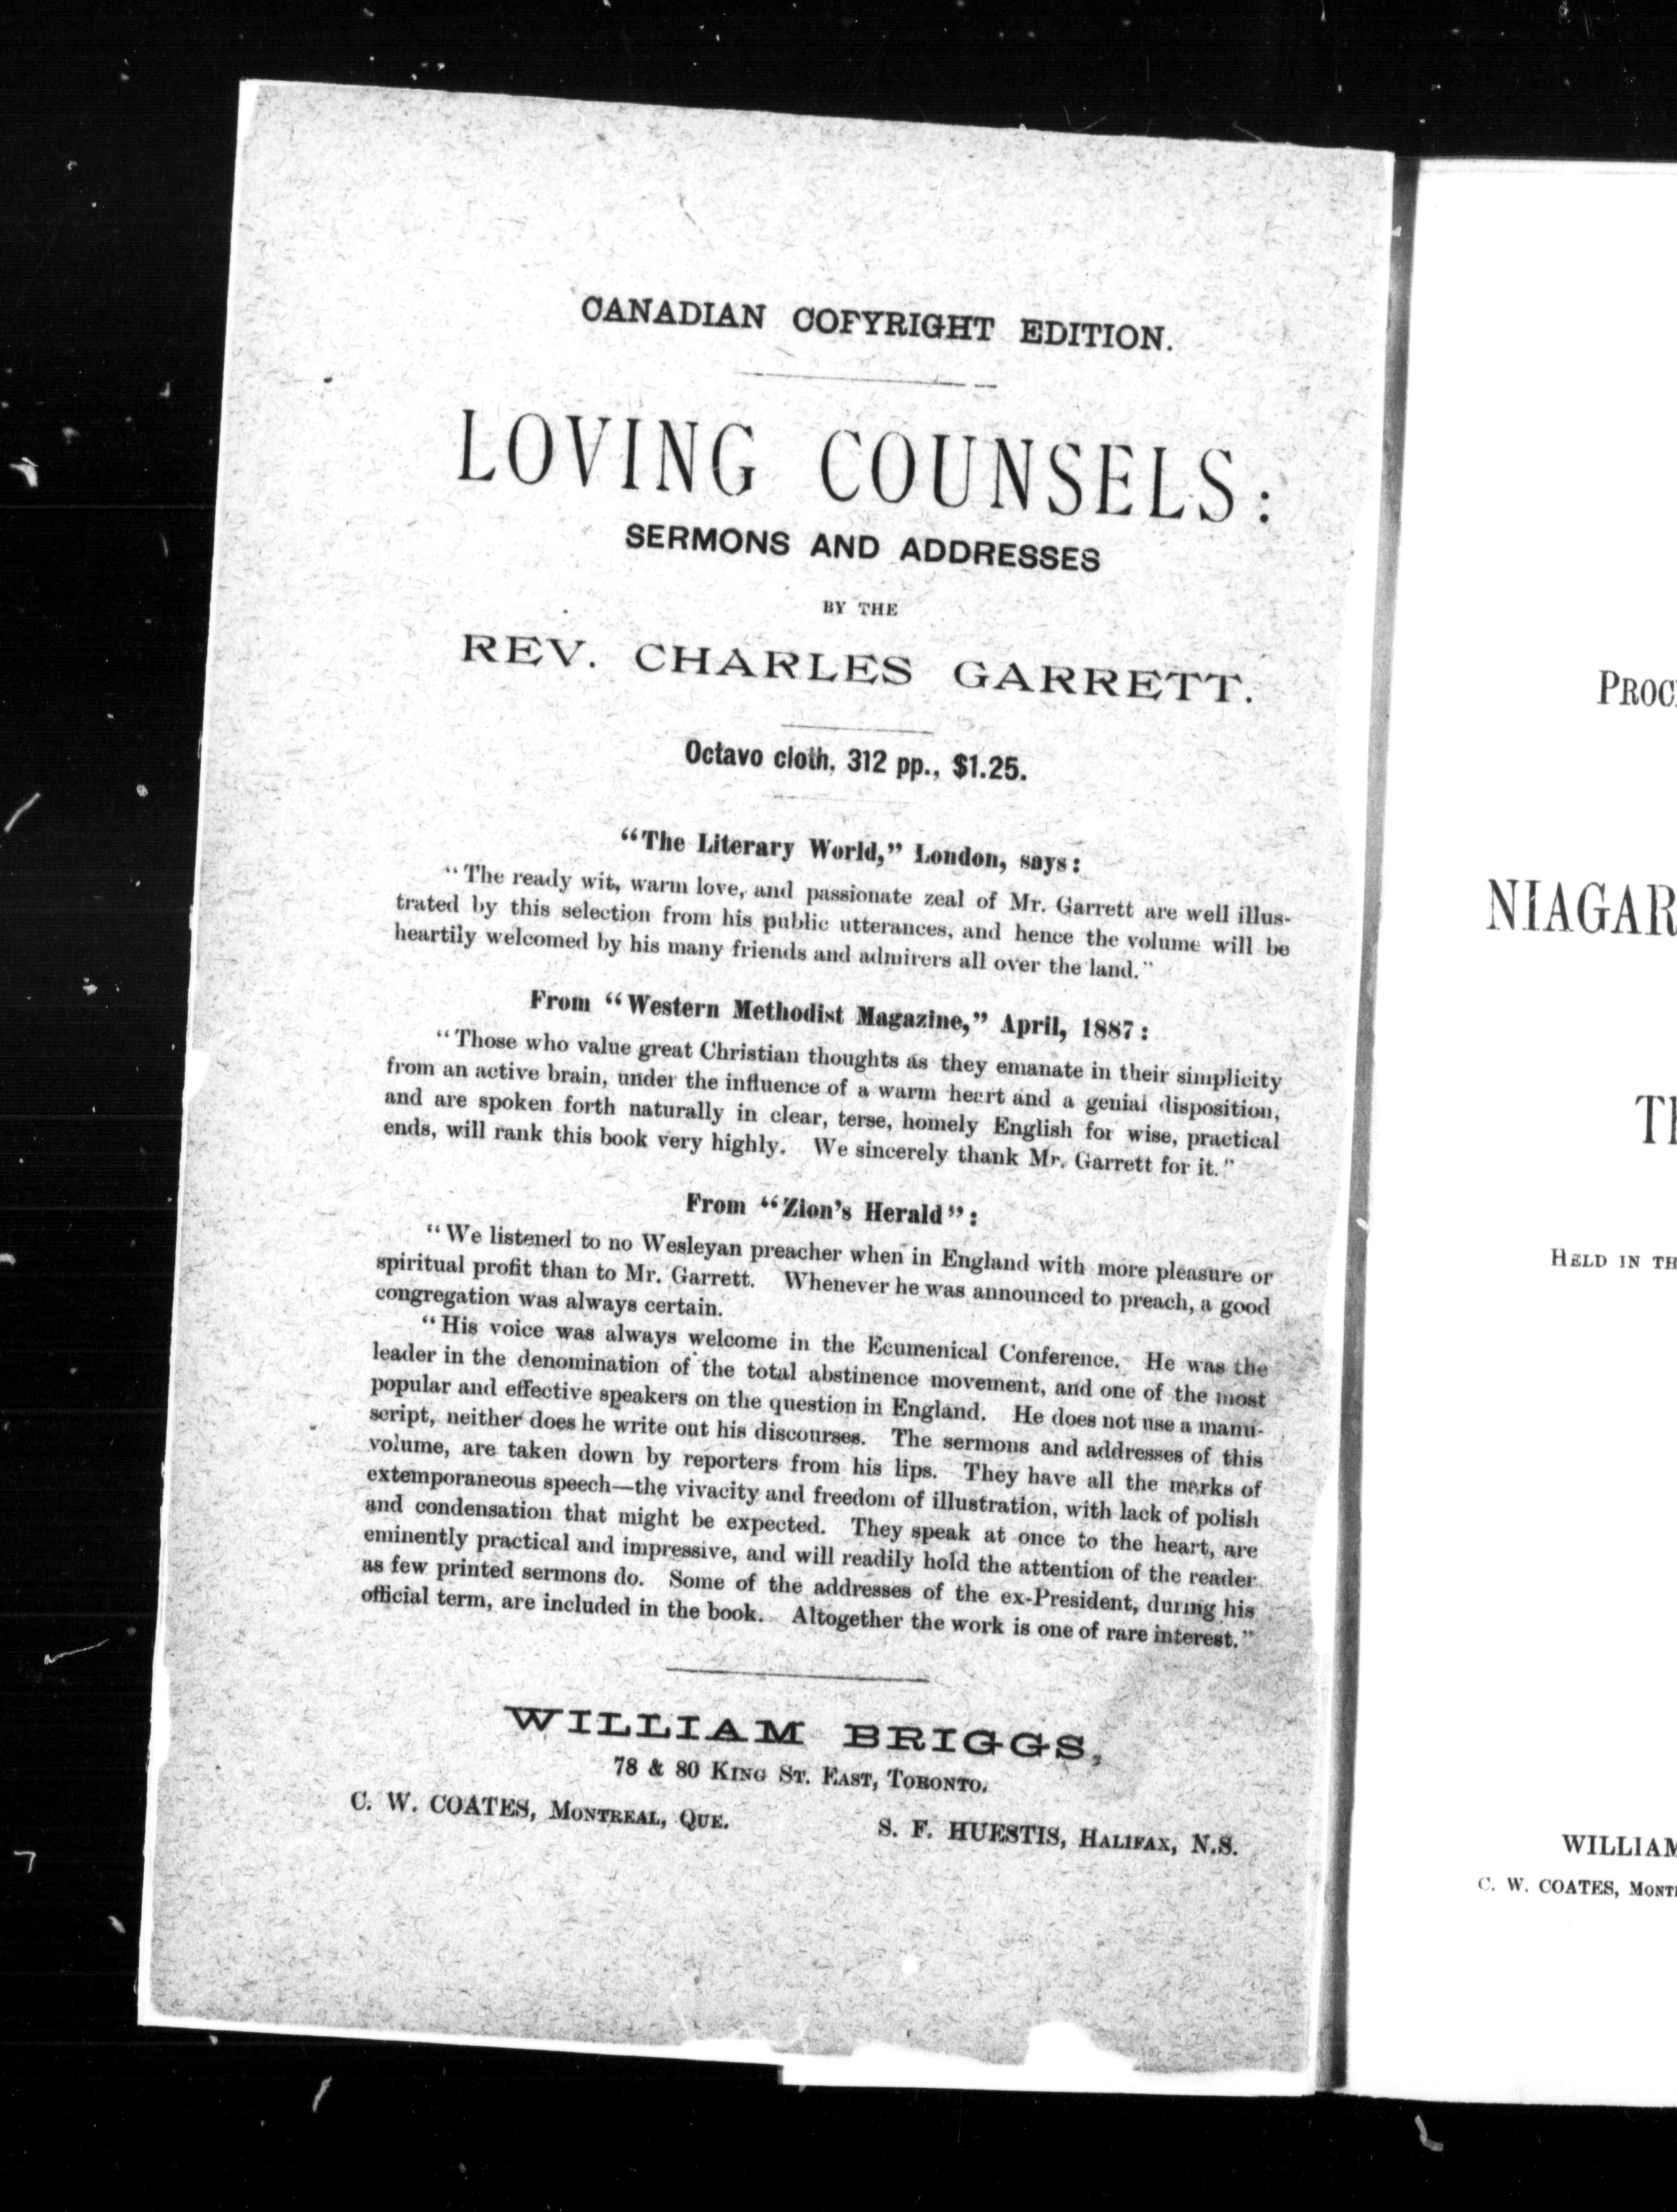 CANADIAN COPYRIGHT EDITION.
LOVING COUNSELS:
SERMONS AND ADDRESSES
BY THE
REV. CHARLES GARRETT.
Octavo cloth, 312 pp., $1.25.
"The Literary World," London, says:
"The ready wit, warm love, and passionate zeal of Mr. Garrett are well illus-
trated by this selection from his public utterances, and hence the volume will be
heartily welcomed by his many friends and admirers all over the land."
From "Western Methodist Magazine," April, 1887:
"Those who value great Christian thoughts as they emanate in their simplicity
from an active brain, under the influence of a warm heart and a genial disposition,
and are spoken forth naturally in clear, terse, homely English for wise, practical
ends, will rank this book very highly. We sincerely thank Mr. Garrett for it."
From "Zion's Herald":
"We listened to no Wesleyan preacher when in England with more pleasure or
spiritual profit than to Mr. Garrett. Whenever he was announced to preach, a good
congregation was always certain.
"His voice was always welcome in the Ecumenical Conference. He was the
leader in the denomination of the total abstinence movement, and one of the most
popular and effective speakers on the question in England. He does not use a manu-
script, neither does he write out his discourses. The sermons and addresses of this
volume, are taken down by reporters from his lips. They have all the marks of
extemporaneous speech—the vivacity and freedom of illustration, with lack of polish
and condensation that might be expected. They speak at once to the heart, are
eminently practical and impressive, and will readily hold the attention of the reader
as few printed sermons do. Some of the addresses of the ex-President, during his
official term, are included in the book. Altogether the work is one of rare interest."
WILLIAM BRIGGS,
78 & 80 KING ST. EAST, TORONTO.
C. W. COATES, MONTREAL, QUE. S. F. HUESTIS, HALIFAX, N.S.
PROC
NIAGAR
TH
HELD IN TH
WILLIAM
C. W. COATES, MONT